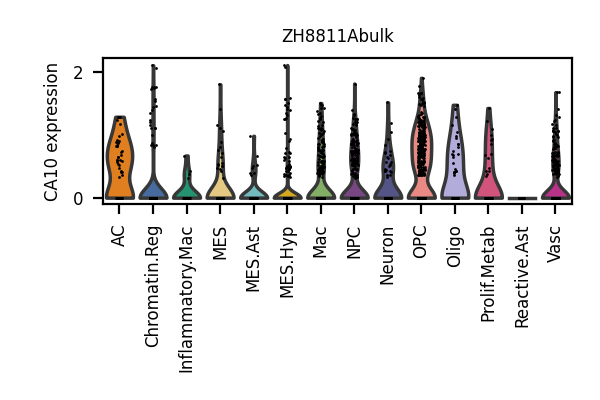 ZH8811Abulk
CA10 expression
2
0
AC
Chromatin.Reg
Inflammatory.Mac
MES
MES.Ast
MES.Hyp
Mac
NPC
Neuron
OPC
Oligo
Prolif.Metab
Reactive.Ast
Vasc